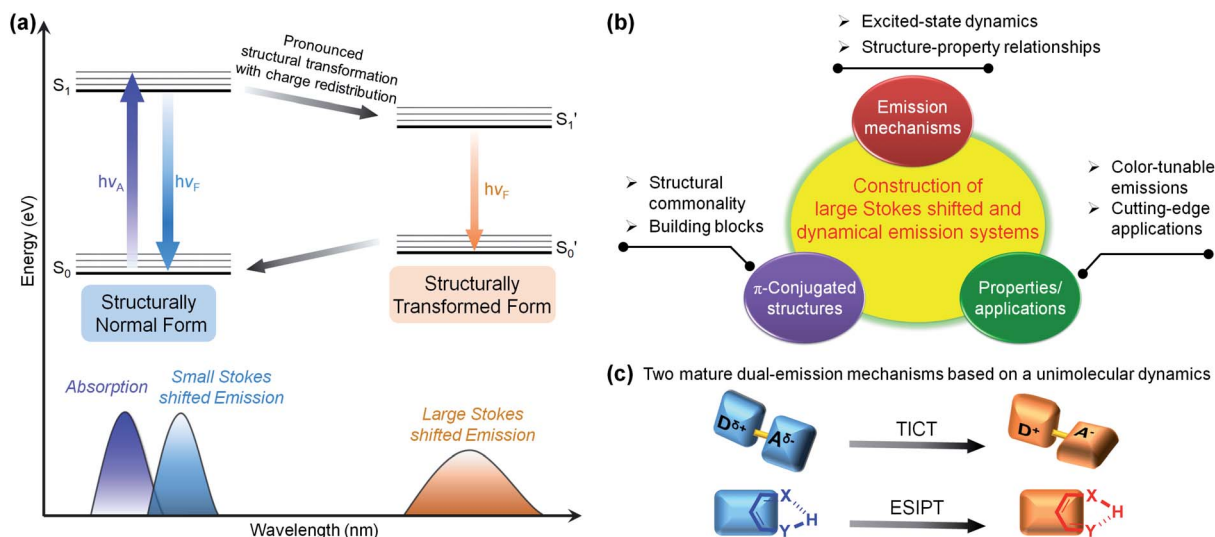 (a)
Energy (eV)
S₁
S₀
hνA
hνF
Pronounced
structural transformation
with charge redistribution
S₁'
hνF
S₀'
Structurally
Normal Form
Structurally
Transformed Form
Absorption
Small Stokes
shifted Emission
Large Stokes
shifted Emission
Wavelength (nm)
(b)
➢ Excited-state dynamics
➢ Structure-property relationships
Emission
mechanisms
➢ Structural
commonality
➢ Building blocks
Construction of
large Stokes shifted and
dynamical emission systems
➢ Color-tunable
emissions
➢ Cutting-edge
applications
π-Conjugated
structures
Properties/
applications
(c) Two mature dual-emission mechanisms based on a unimolecular dynamics
Dδ+ Aδ-
TICT
D+ A-
X
H
Y
ESIPT
X
H
Y